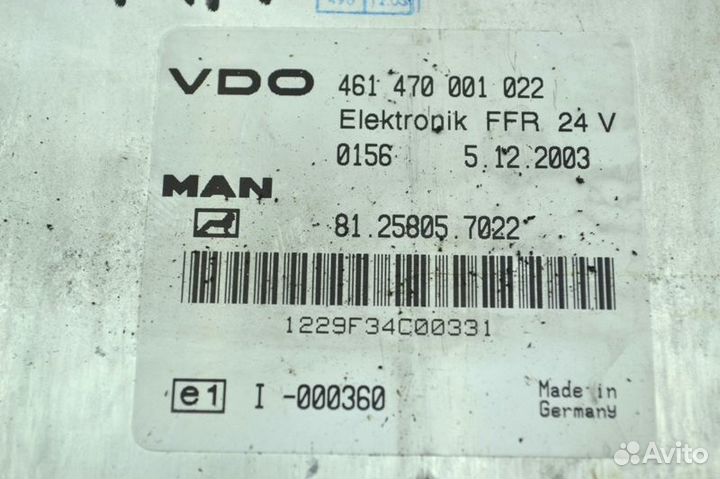 VDO 461 470 001 022
Elektronik FFR 24 V
0156 5.12.2003
MAN
81.25805.7022
1229F34C00331
e1 I -000360
Made in
Germany
Avito